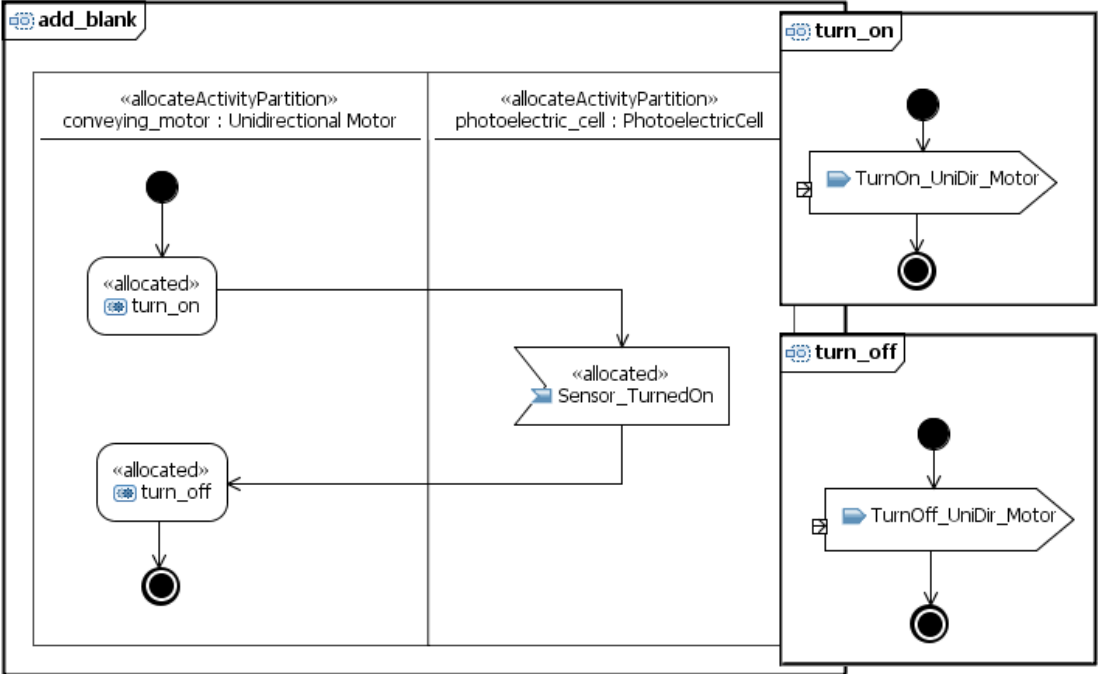 add_blank
«allocateActivityPartition»
conveying_motor : Unidirectional Motor
«allocateActivityPartition»
photoelectric_cell : PhotoelectricCell
«allocated»
turn_on
«allocated»
Sensor_TurnedOn
«allocated»
turn_off
turn_on
TurnOn_UniDir_Motor
turn_off
TurnOff_UniDir_Motor